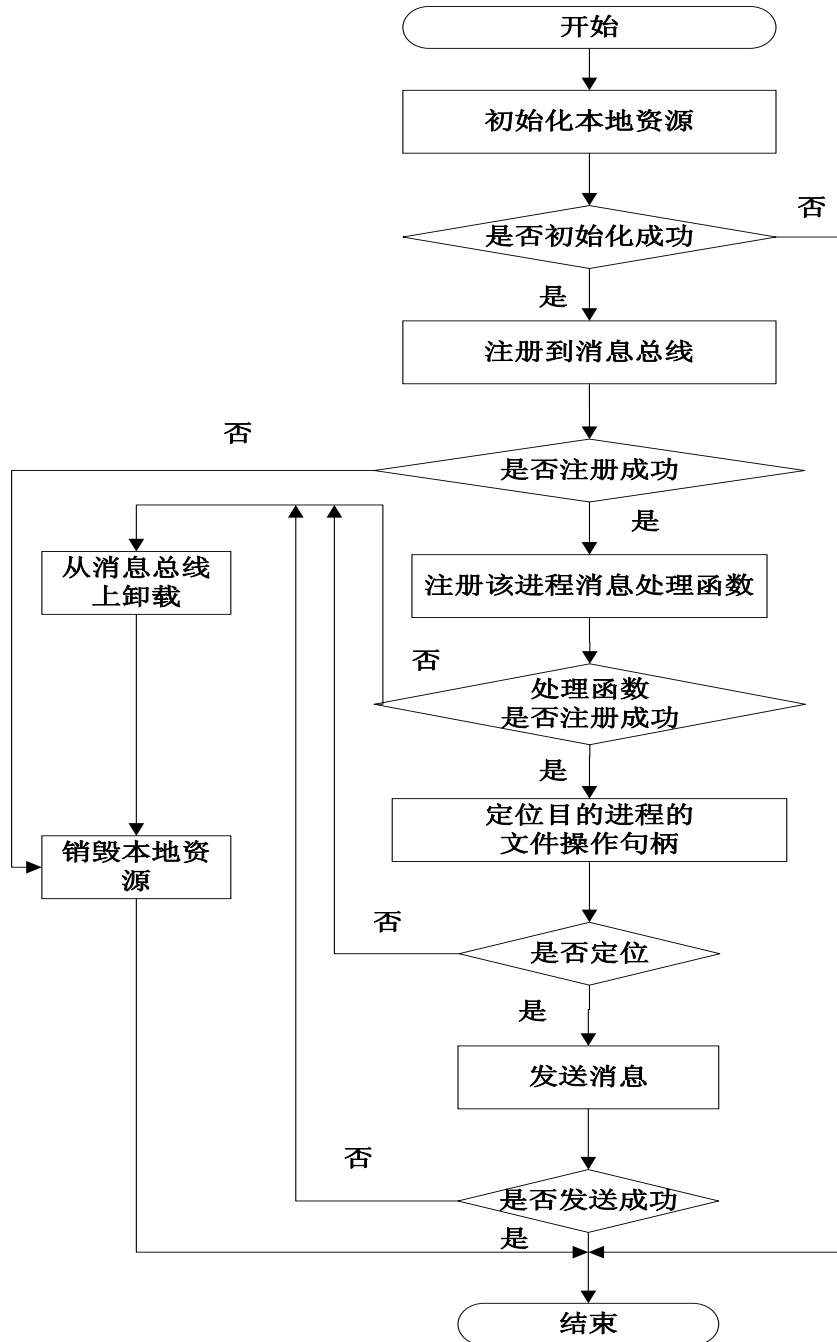 开始
初始化本地资源
否
是否初始化成功
是
注册到消息总线
否
是否注册成功
是
从消息总线
上卸载
注册该进程消息处理函数
否
处理函数
是否注册成功
是
定位目的进程的
文件操作句柄
销毁本地资
源
否
是否定位
是
发送消息
否
是否发送成功
是
结束